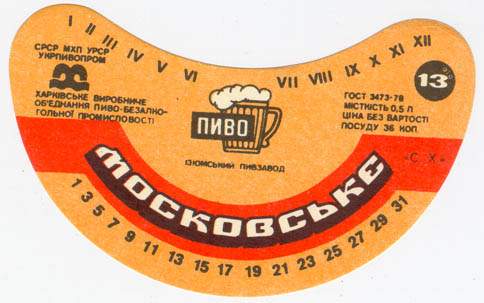 I II III IV V VI VII VIII IX X XI XII
СРСР МХП УРСР
УКРПИВОПРОМ
ХАРКІВСЬКЕ ВИРОБНИЧЕ
ОБ'ЄДНАННЯ ПИВО-БЕЗАЛКО-
ГОЛЬНОЇ ПРОМИСЛОВОСТІ
ПИВО
ІЗЮМСЬКИЙ ПИВЗАВОД
13°
ГОСТ 3473-78
МІСТКІСТЬ 0,5 Л
ЦІНА БЕЗ ВАРТОСТІ
ПОСУДУ 36 КОП.
«С.Х»
МОСКОВСЬКЕ
1 3 5 7 9 11 13 15 17 19 21 23 25 27 29 31